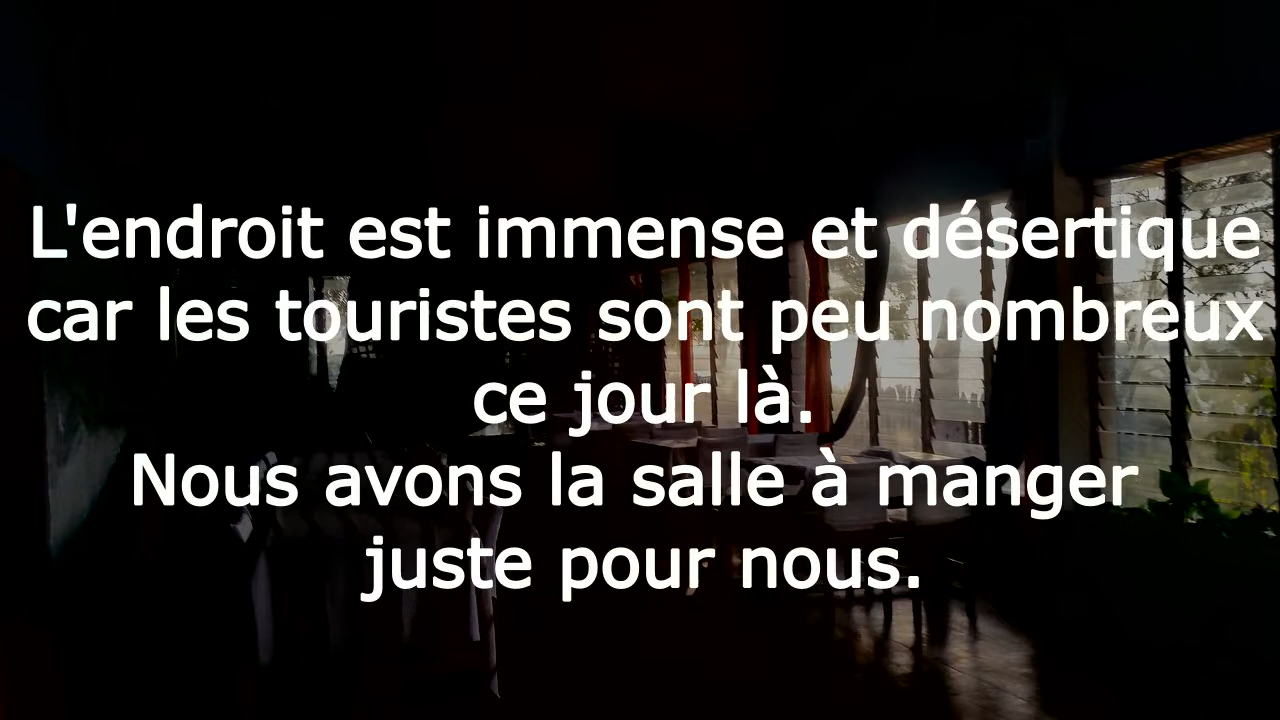 L'endroit est immense et désertique
car les touristes sont peu nombreux
ce jour là.
Nous avons la salle à manger
juste pour nous.